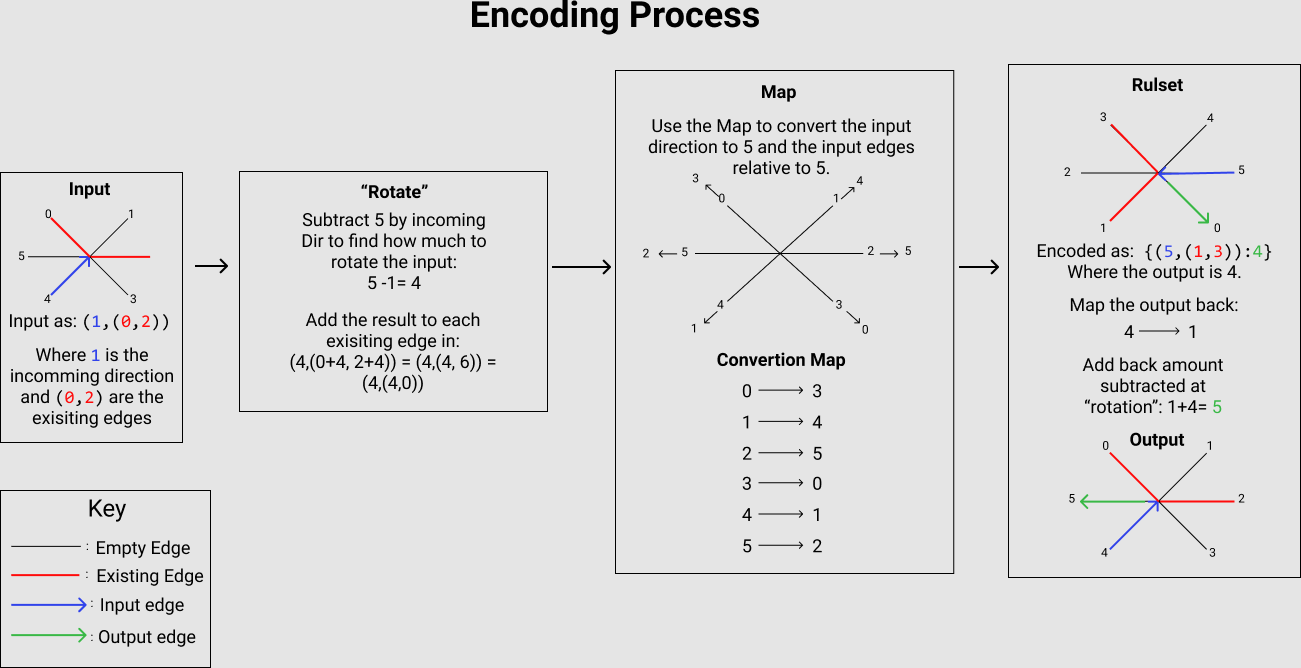 Encoding Process
Input
0
1
5
4
3
Input as: (1,(0,2))
Where 1 is the
incomming direction
and (0,2) are the
exisiting edges
“Rotate”
Subtract 5 by incoming
Dir to find how much to
rotate the input:
5 -1= 4
Add the result to each
exisiting edge in:
(4,(0+4, 2+4)) = (4,(4, 6)) =
(4,(4,0))
Map
Use the Map to convert the input
direction to 5 and the input edges
relative to 5.
3
0
1
4
2
5
2
5
4
1
3
0
Convertion Map
0 → 3
1 → 4
2 → 5
3 → 0
4 → 1
5 → 2
Rulset
3
4
2
5
1
0
Encoded as: {(5,(1,3)):4}
Where the output is 4.
Map the output back:
4 → 1
Add back amount
subtracted at
“rotation”: 1+4= 5
Output
0
1
5
2
4
3
Key
: Empty Edge
: Existing Edge
: Input edge
: Output edge